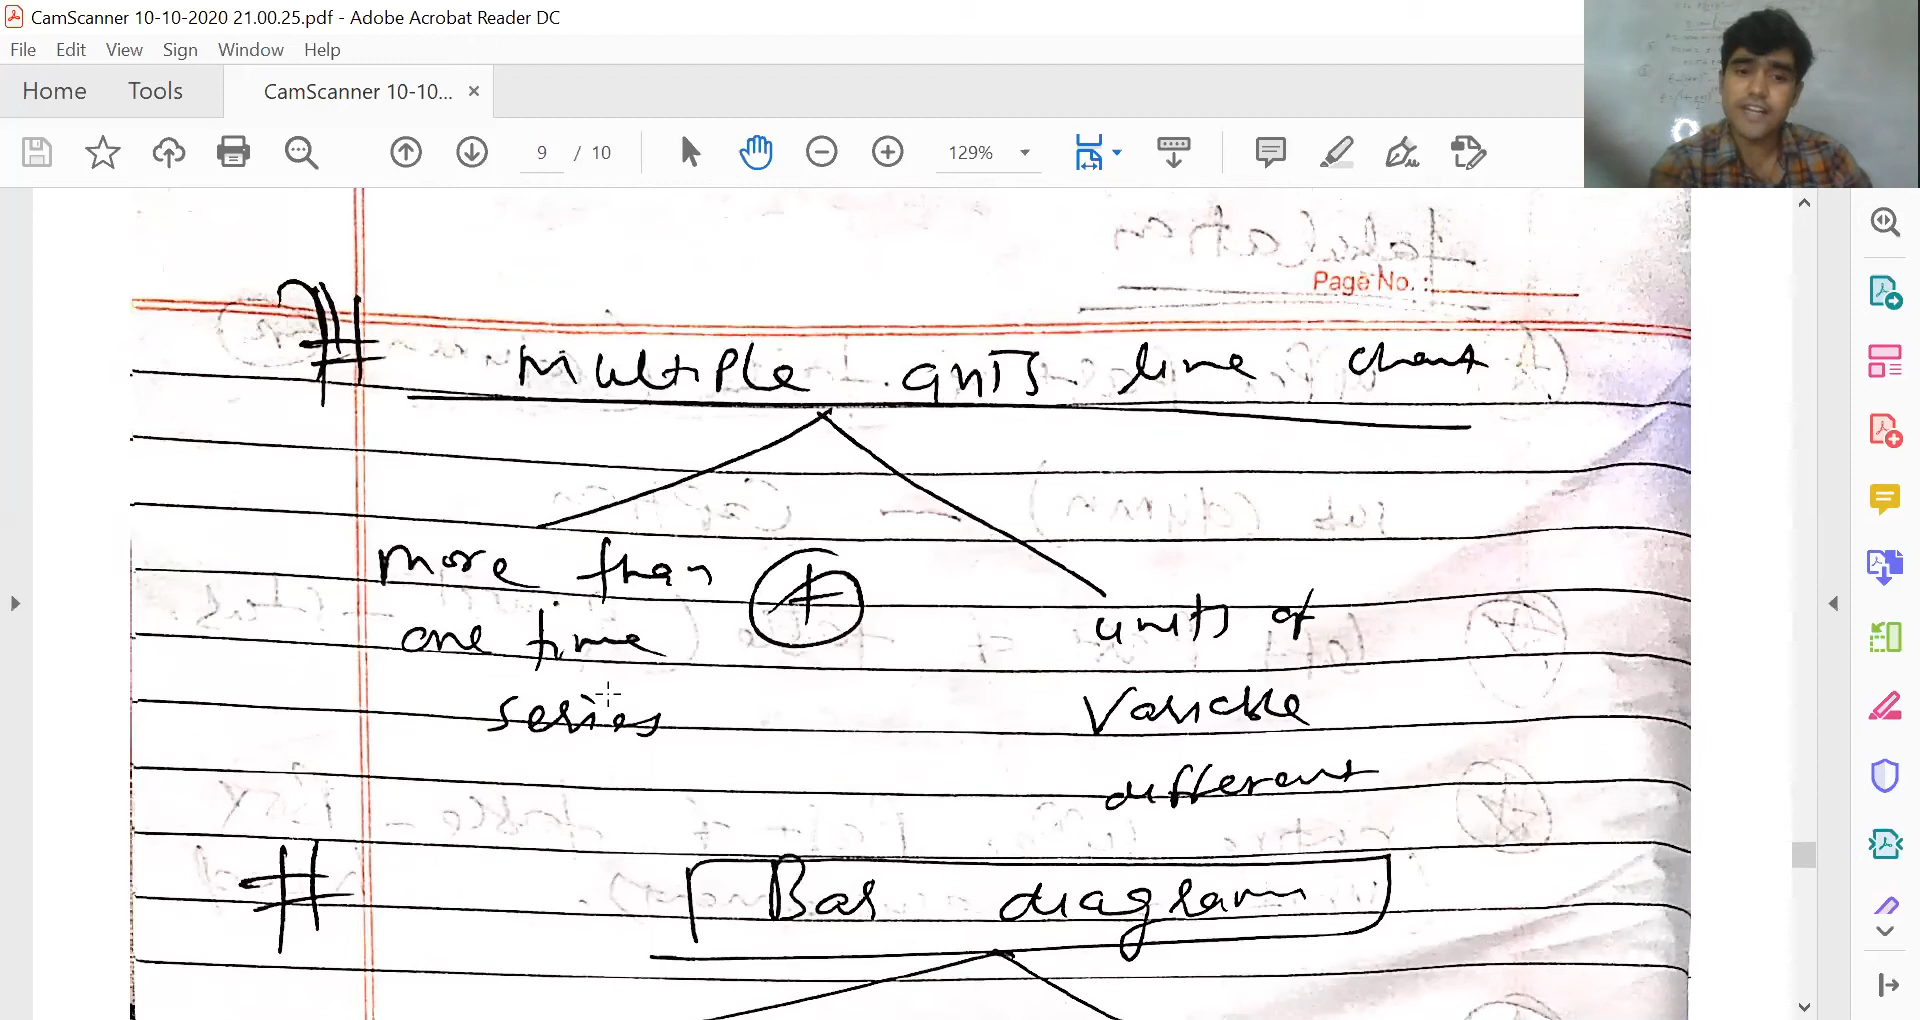 CamScanner 10-10-2020 21.00.25.pdf - Adobe Acrobat Reader DC
File Edit View Sign Window Help
Home Tools CamScanner 10-10... ×
9 / 10 129%
Page No. :
# Multiple axis line chart
more than + units of
one time Variable
series different
# Bar diagram